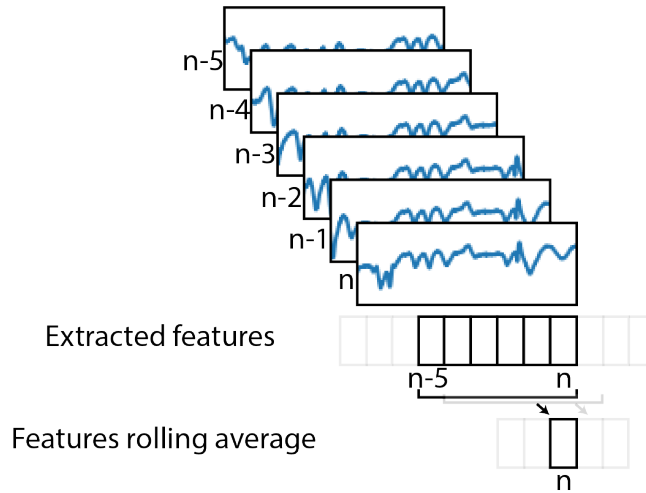 n-5
n-4
n-3
n-2
n-1
n
Extracted features
n-5 n
Features rolling average
n